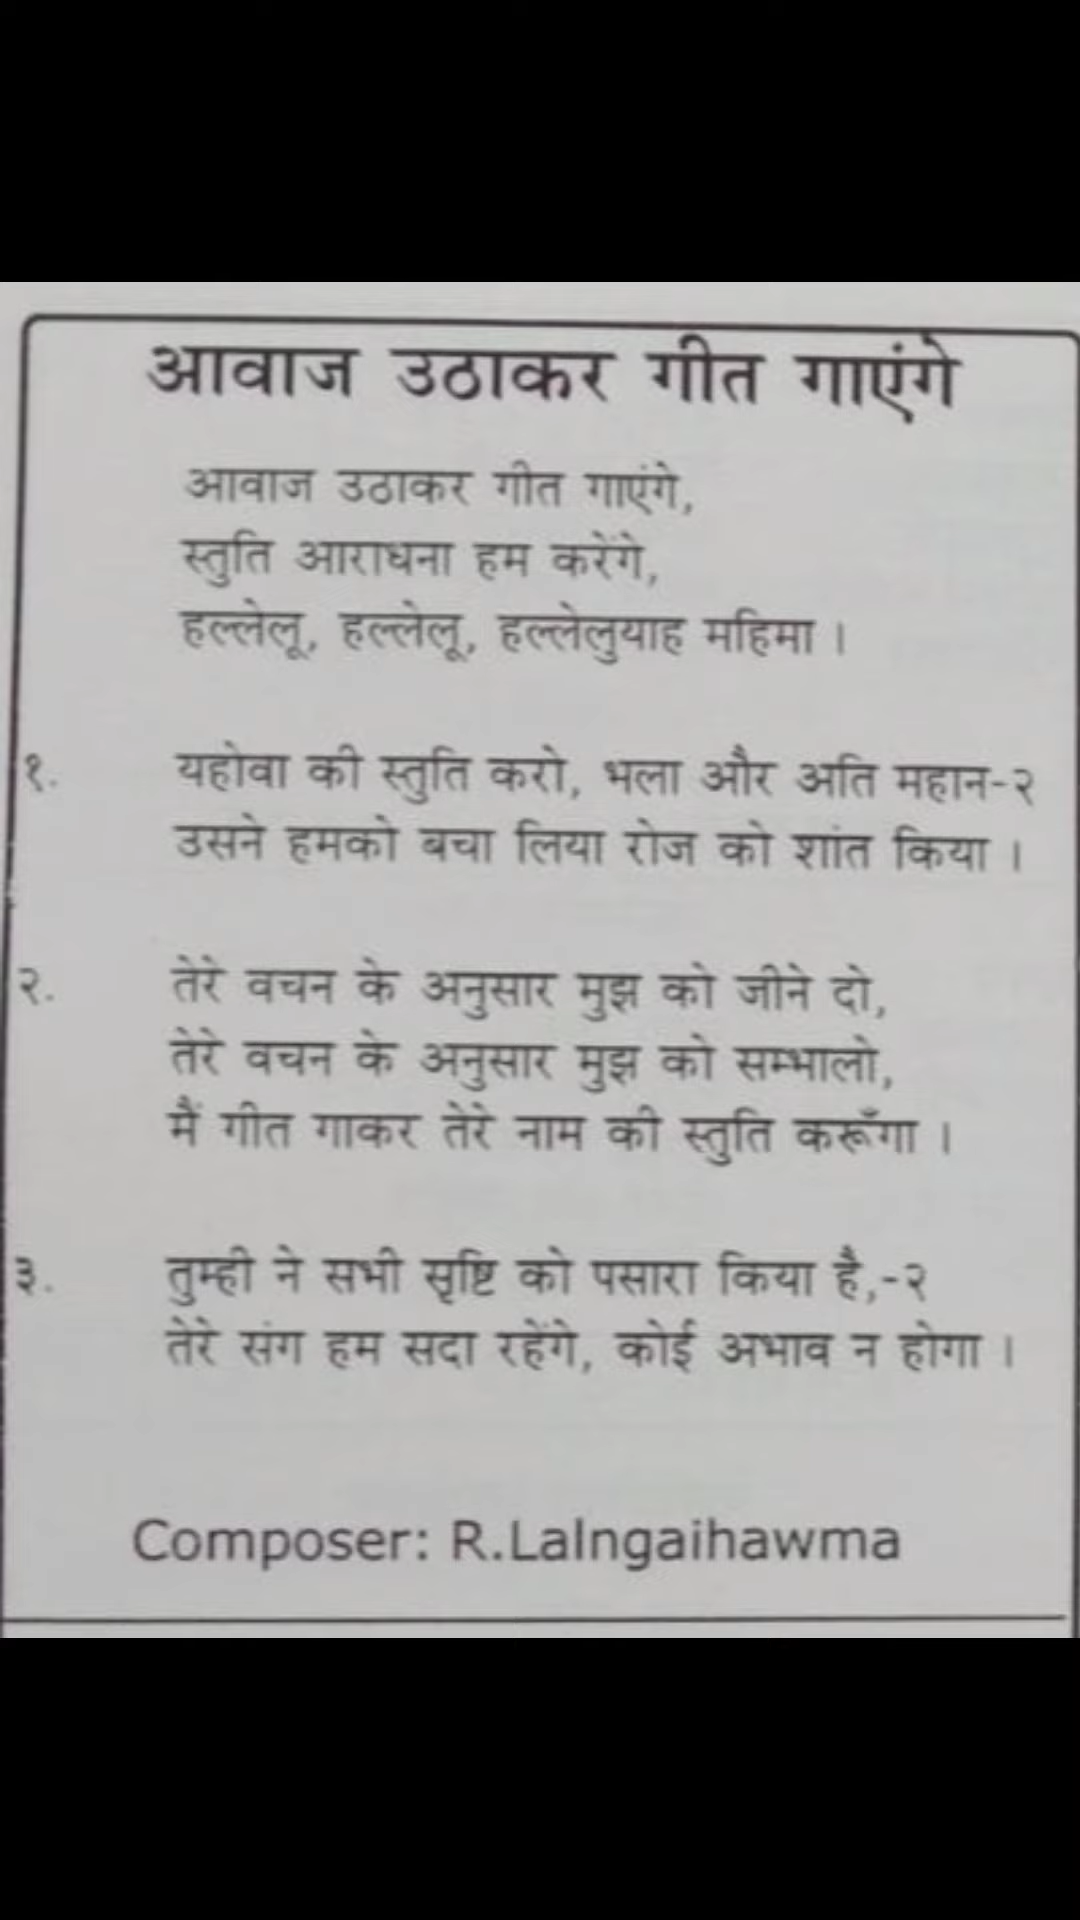 आवाज उठाकर गीत गाएंगे
आवाज उठाकर गीत गाएंगे,
स्तुति आराधना हम करेंगे,
हल्लेलू, हल्लेलू, हल्लेलुयाह महिमा ।
१. यहोवा की स्तुति करो, भला और अति महान-२
उसने हमको बचा लिया रोज को शांत किया ।
२. तेरे वचन के अनुसार मुझ को जीने दो,
तेरे वचन के अनुसार मुझ को सम्भालो,
मैं गीत गाकर तेरे नाम की स्तुति करूँगा ।
३. तुम्ही ने सभी सृष्टि को पसारा किया है,-२
तेरे संग हम सदा रहेंगे, कोई अभाव न होगा ।
Composer: R.Lalngaihawma